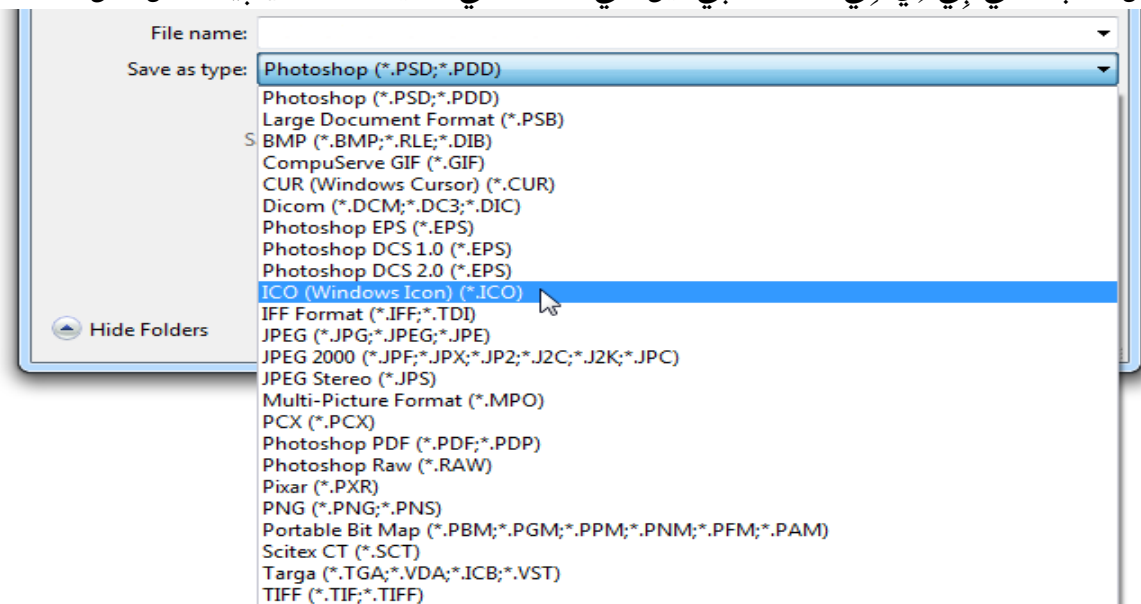 File name:
Save as type: Photoshop (*.PSD;*.PDD)
Photoshop (*.PSD;*.PDD)
Large Document Format (*.PSB)
S BMP (*.BMP;*.RLE;*.DIB)
CompuServe GIF (*.GIF)
CUR (Windows Cursor) (*.CUR)
Dicom (*.DCM;*.DC3;*.DIC)
Photoshop EPS (*.EPS)
Photoshop DCS 1.0 (*.EPS)
Photoshop DCS 2.0 (*.EPS)
ICO (Windows Icon) (*.ICO)
IFF Format (*.IFF;*.TDI)
Hide Folders
JPEG (*.JPG;*.JPEG;*.JPE)
JPEG 2000 (*.JPF;*.JPX;*.JP2;*.J2C;*.J2K;*.JPC)
JPEG Stereo (*.JPS)
Multi-Picture Format (*.MPO)
PCX (*.PCX)
Photoshop PDF (*.PDF;*.PDP)
Photoshop Raw (*.RAW)
Pixar (*.PXR)
PNG (*.PNG;*.PNS)
Portable Bit Map (*.PBM;*.PGM;*.PPM;*.PNM;*.PFM;*.PAM)
Scitex CT (*.SCT)
Targa (*.TGA;*.VDA;*.ICB;*.VST)
TIFF (*.TIF;*.TIFF)